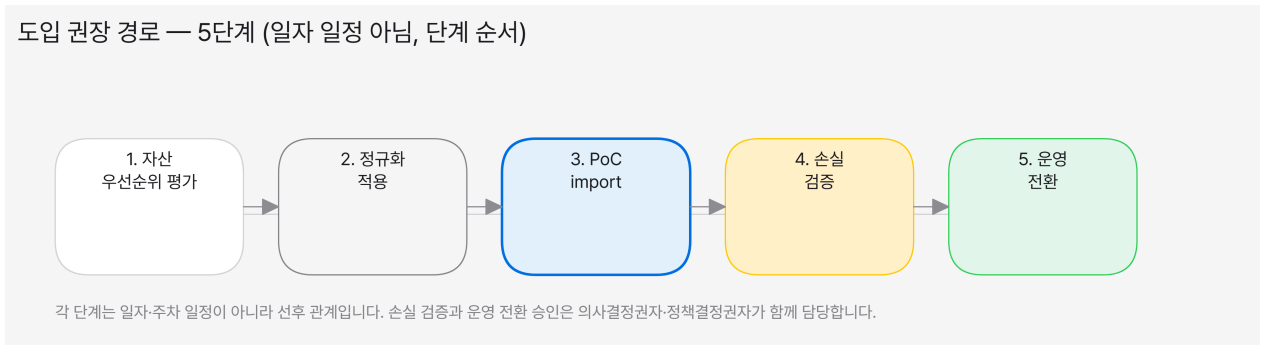 도입 권장 경로 — 5단계 (일자 일정 아님, 단계 순서)
1. 자산
우선순위 평가
2. 정규화
적용
3. PoC
import
4. 손실
검증
5. 운영
전환
각 단계는 일자·주차 일정이 아니라 선후 관계입니다. 손실 검증과 운영 전환 승인은 의사결정권자·정책결정권자가 함께 담당합니다.